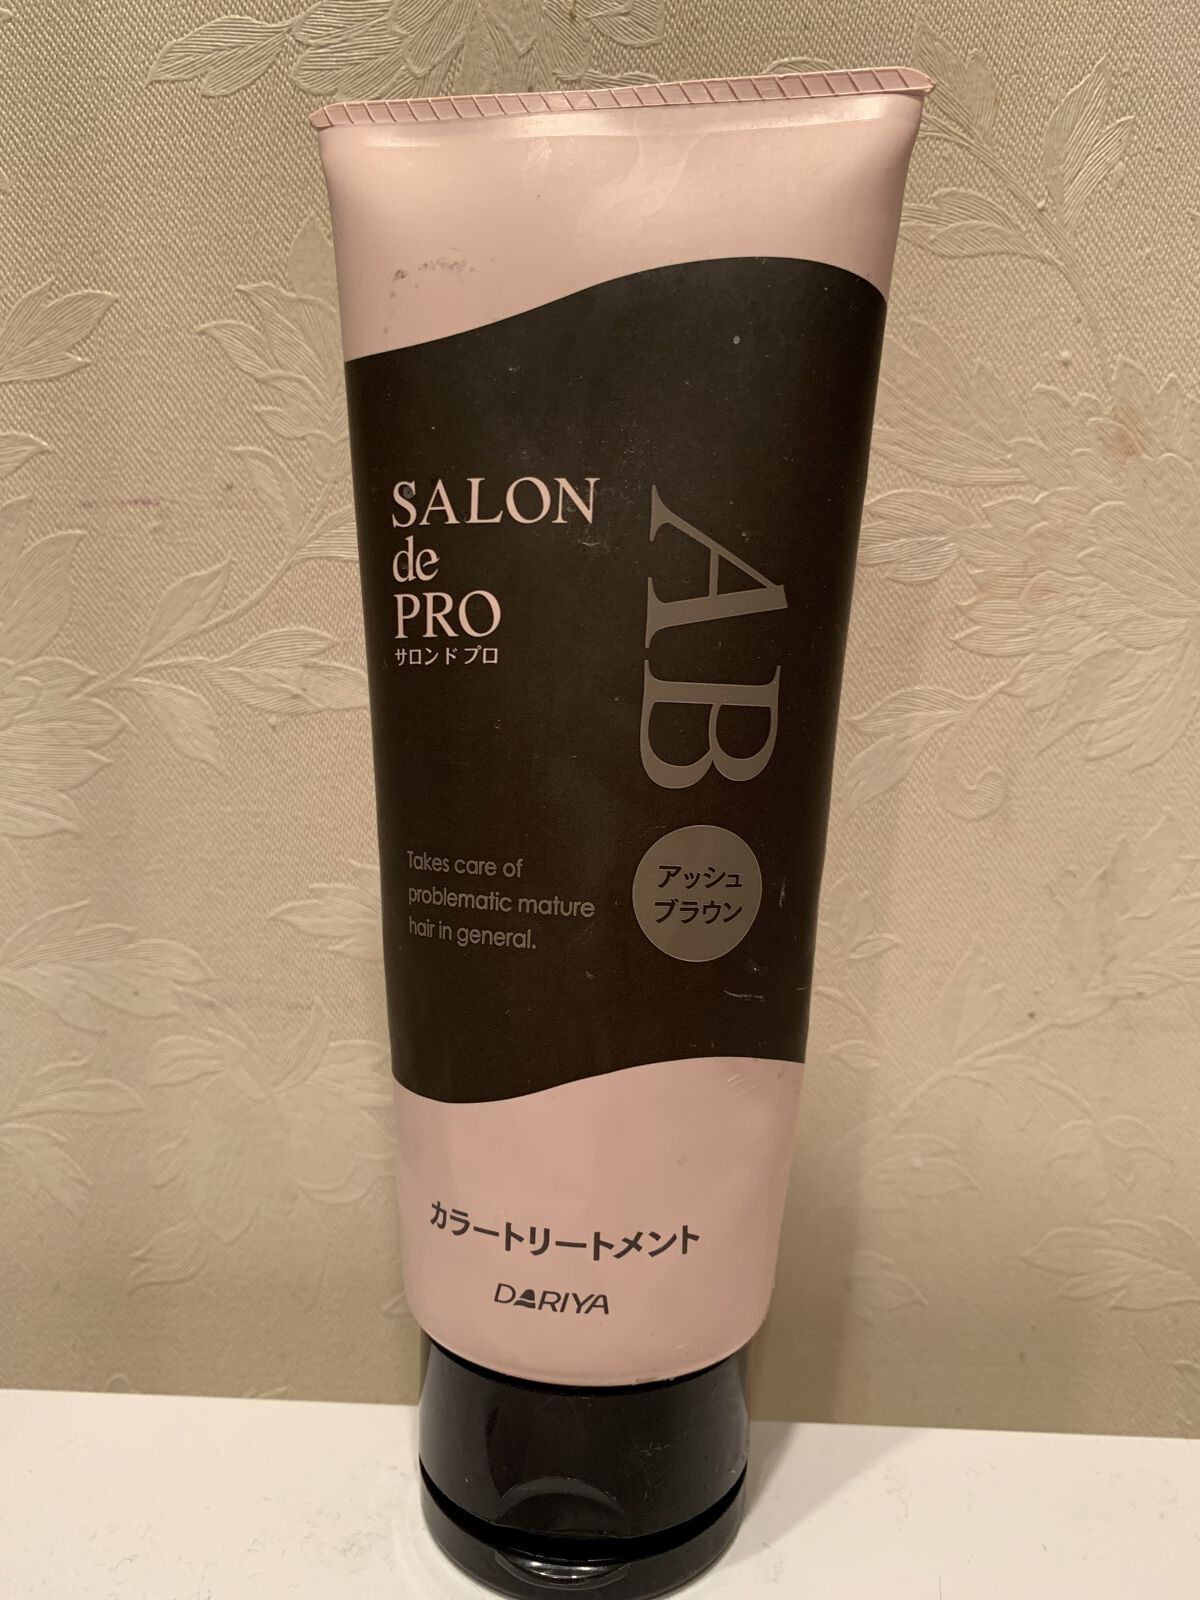 SALON
de
PRO
サロン ド プロ
AB
アッシュ
ブラウン
Takes care of
problematic mature
hair in general.
カラートリートメント
DARIYA